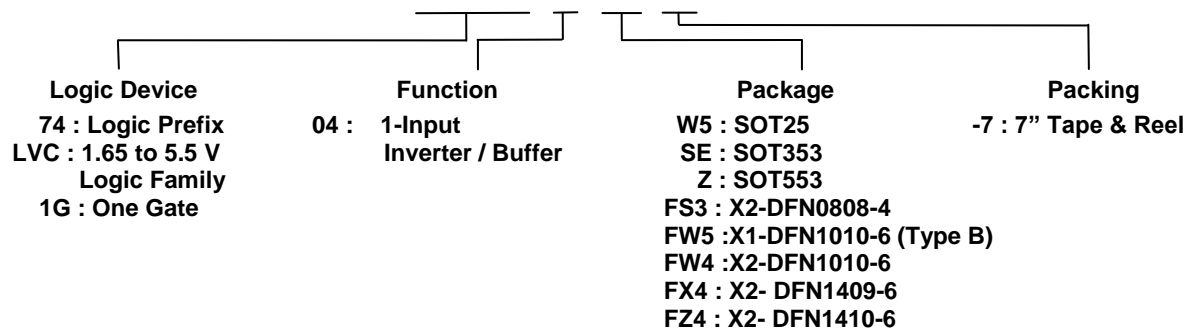 Logic Device
74 : Logic Prefix
LVC : 1.65 to 5.5 V
Logic Family
1G : One Gate
Function
04 : 1-Input
Inverter / Buffer
Package
W5 : SOT25
SE : SOT353
Z : SOT553
FS3 : X2-DFN0808-4
FW5 :X1-DFN1010-6 (Type B)
FW4 :X2-DFN1010-6
FX4 : X2- DFN1409-6
FZ4 : X2- DFN1410-6
Packing
-7 : 7” Tape & Reel